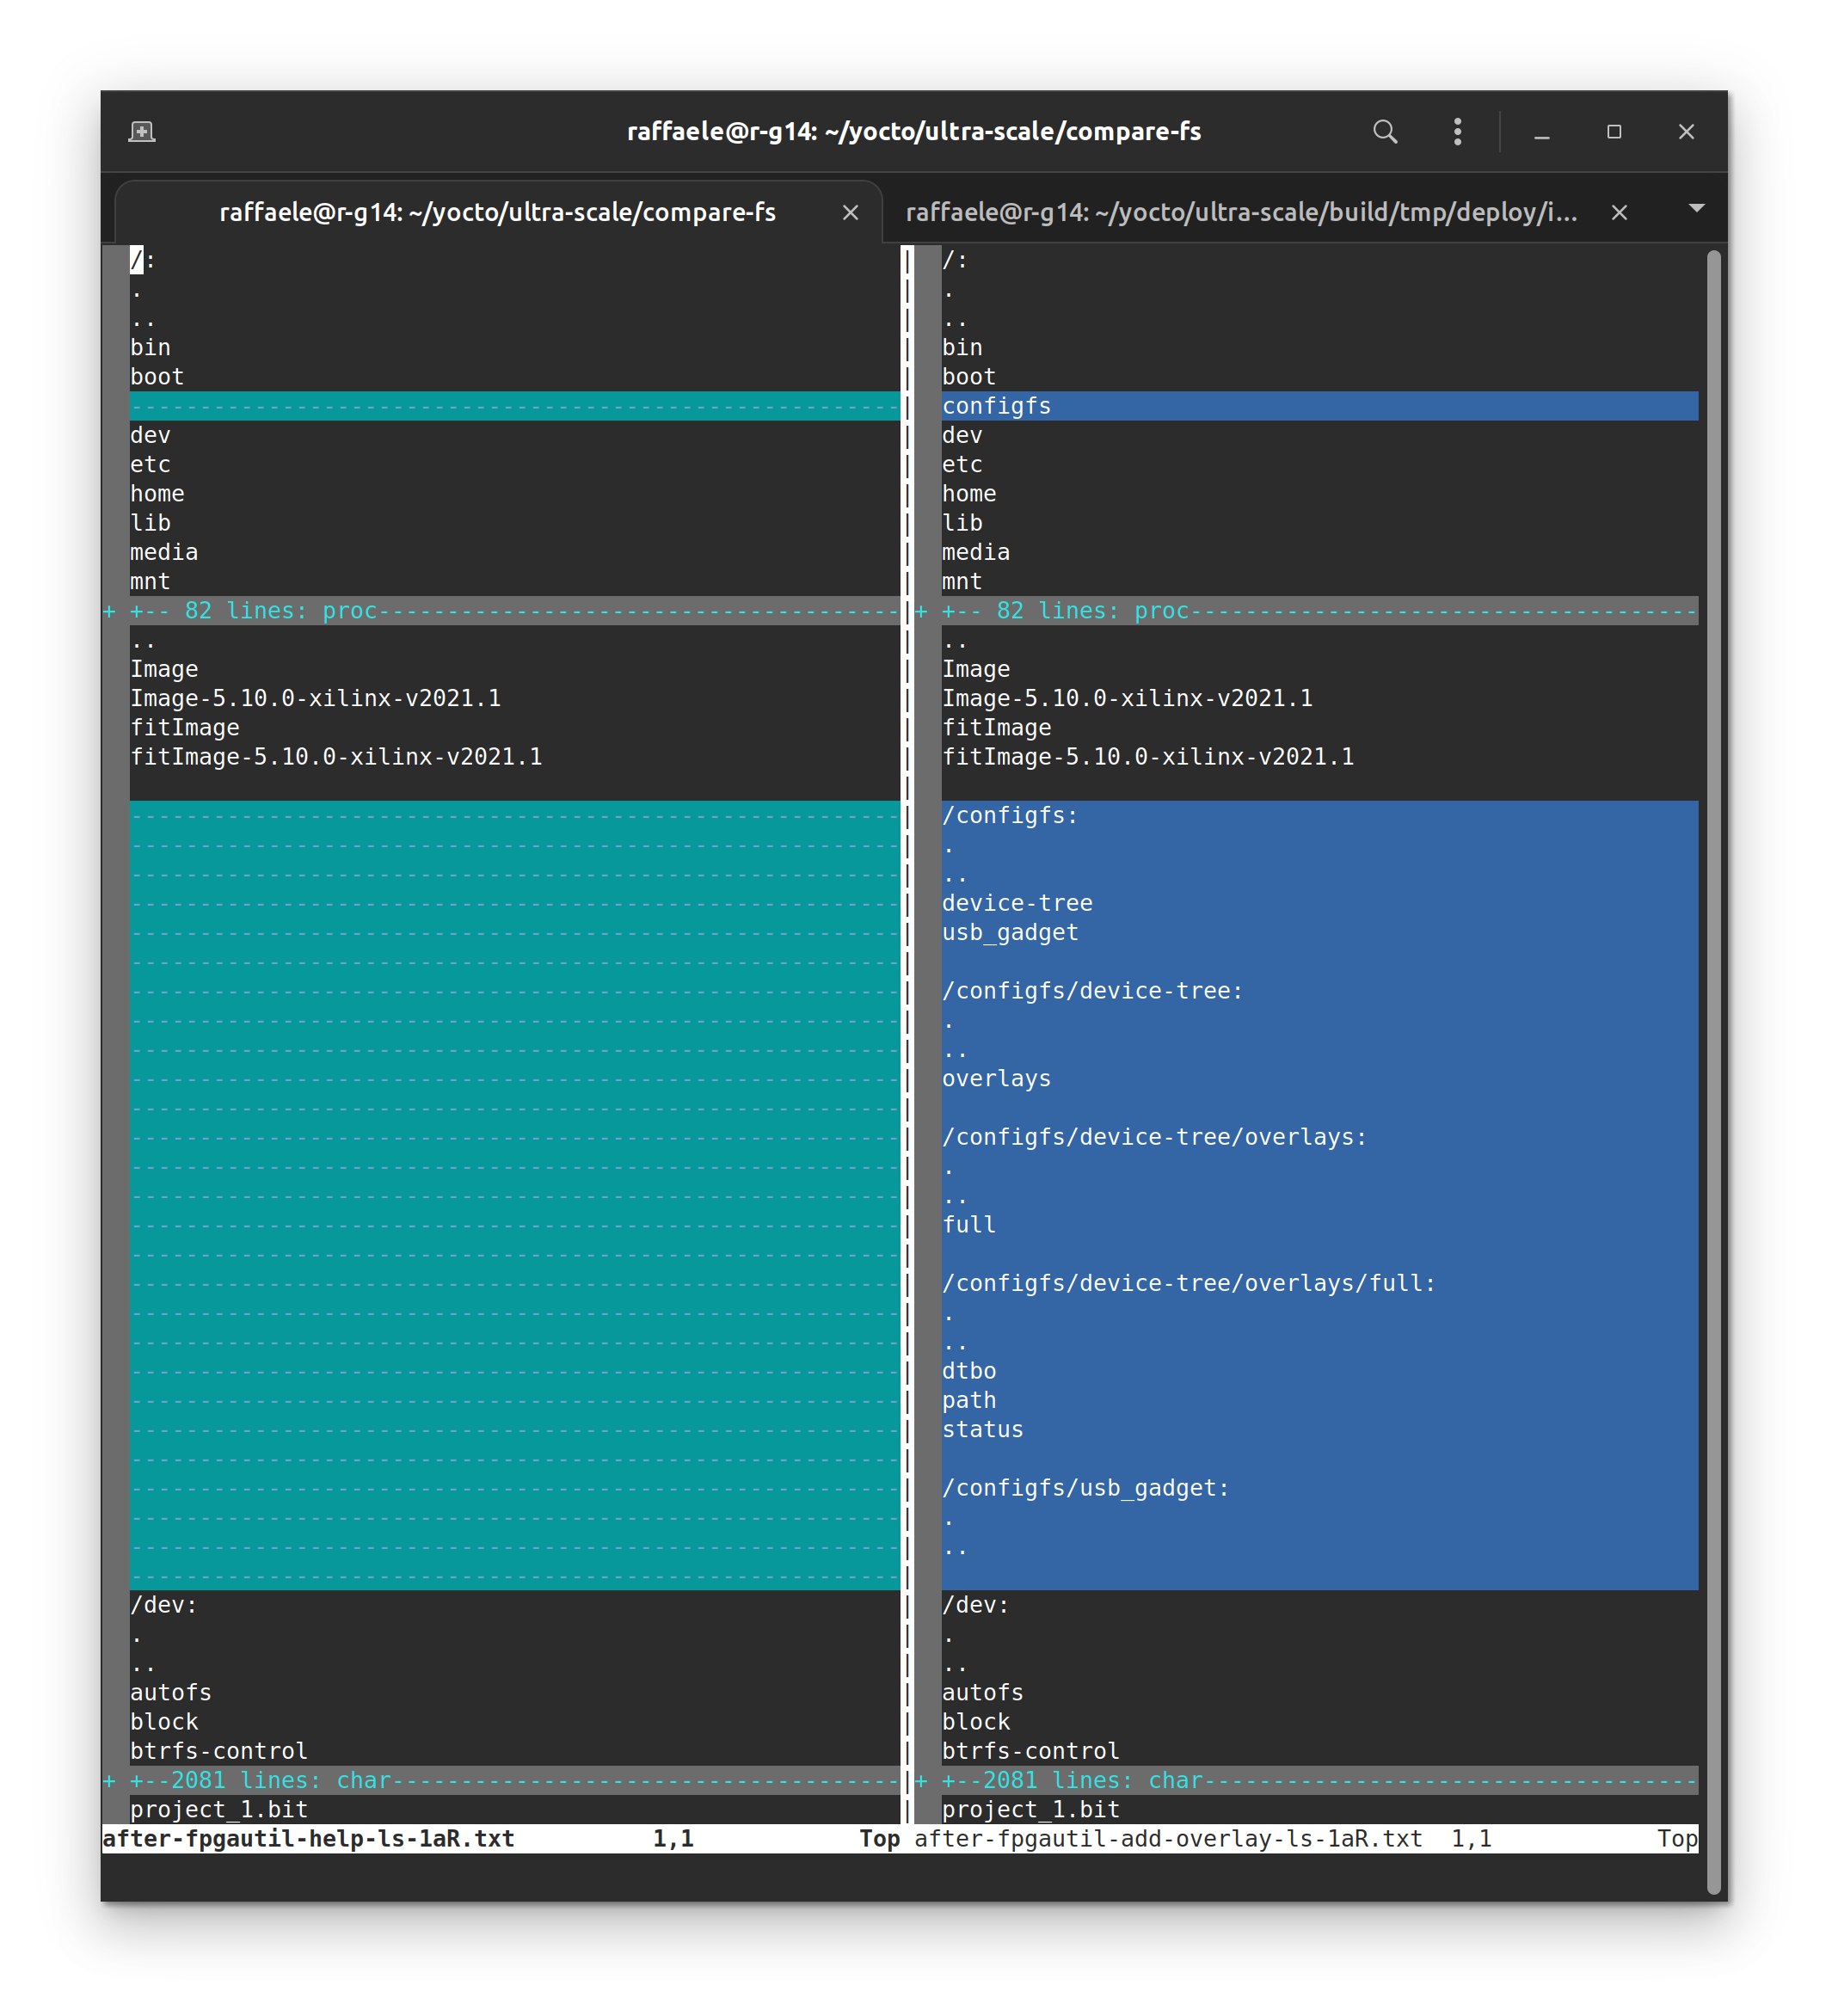 raffaele@r-g14: ~/yocto/ultra-scale/compare-fs
raffaele@r-g14: ~/yocto/ultra-scale/compare-fs
raffaele@r-g14: ~/yocto/ultra-scale/build/tmp/deploy/i...
/:
.
..
bin
boot
dev
etc
home
lib
media
mnt
+ +-- 82 lines: proc--------------------------------------
..
Image
Image-5.10.0-xilinx-v2021.1
fitImage
fitImage-5.10.0-xilinx-v2021.1
/dev:
.
..
autofs
block
btrfs-control
+ +--2081 lines: char-------------------------------------
project_1.bit
after-fpgautil-help-ls-1aR.txt 1,1 Top
/:
.
..
bin
boot
configfs
dev
etc
home
lib
media
mnt
+ +-- 82 lines: proc-------------------------------------
..
Image
Image-5.10.0-xilinx-v2021.1
fitImage
fitImage-5.10.0-xilinx-v2021.1
/configfs:
.
..
device-tree
usb_gadget
/configfs/device-tree:
.
..
overlays
/configfs/device-tree/overlays:
.
..
full
/configfs/device-tree/overlays/full:
.
..
dtbo
path
status
/configfs/usb_gadget:
.
..
/dev:
.
..
autofs
block
btrfs-control
+ +--2081 lines: char------------------------------------
project_1.bit
after-fpgautil-add-overlay-ls-1aR.txt 1,1 Top